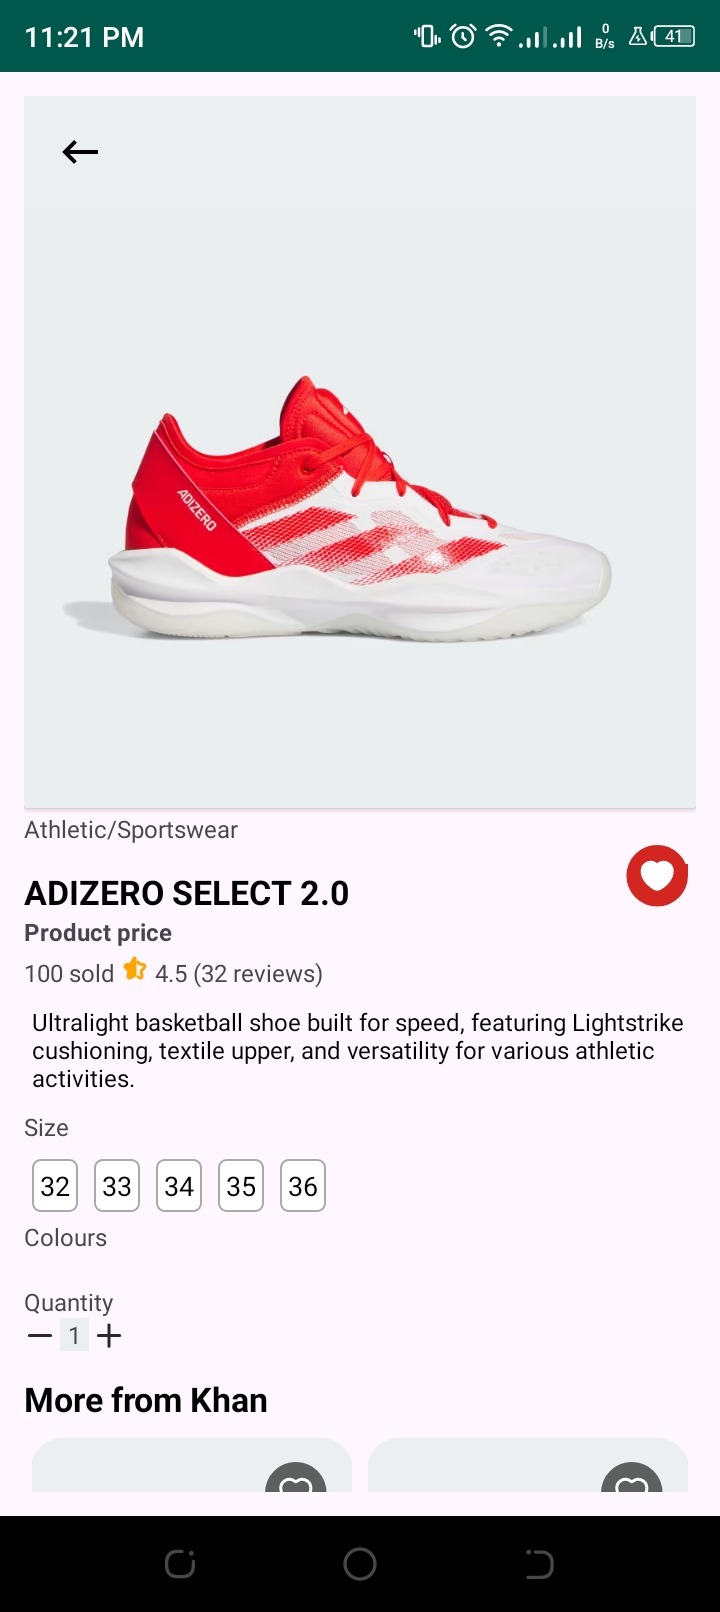 11:21 PM
0
B/s
41
ADIZERO
Athletic/Sportswear
ADIZERO SELECT 2.0
Product price
100 sold 4.5 (32 reviews)
Ultralight basketball shoe built for speed, featuring Lightstrike
cushioning, textile upper, and versatility for various athletic
activities.
Size
32 33 34 35 36
Colours
Quantity
1
More from Khan